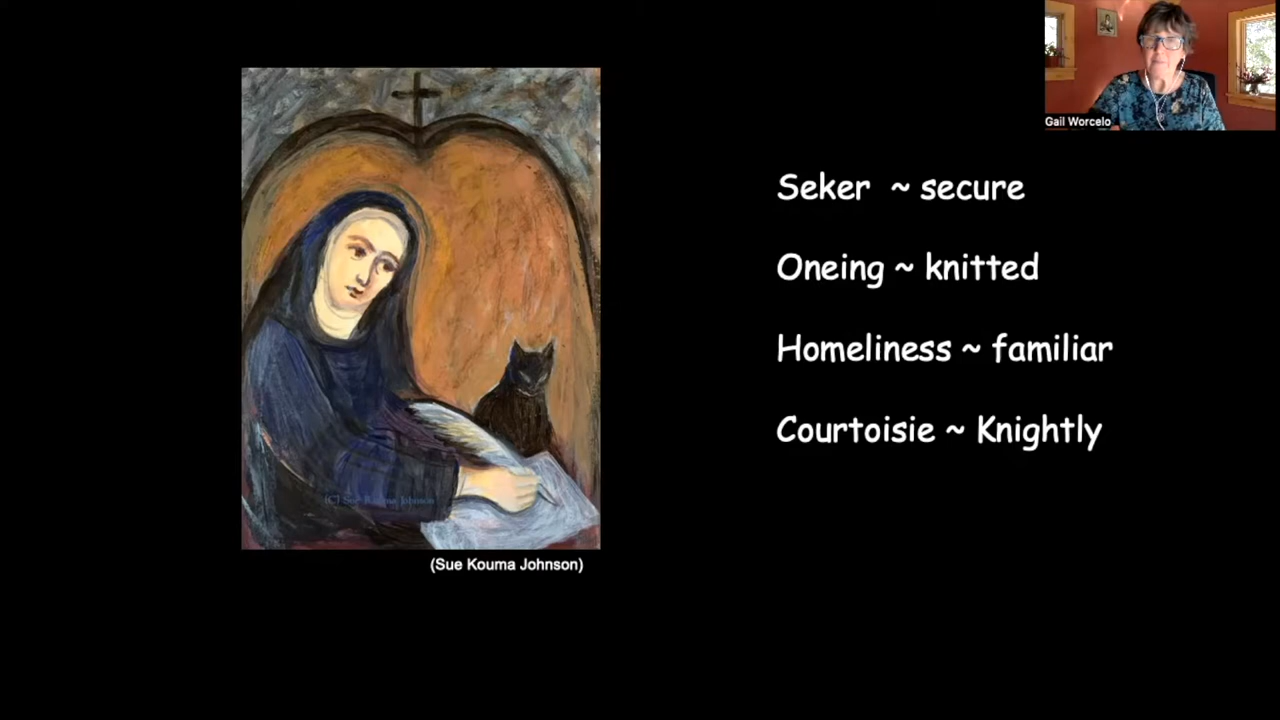 Gail Worcelo
Seker ~ secure
Oneing ~ knitted
Homeliness ~ familiar
Courtoisie ~ Knightly
(C) Sue Kouma Johnson
(Sue Kouma Johnson)